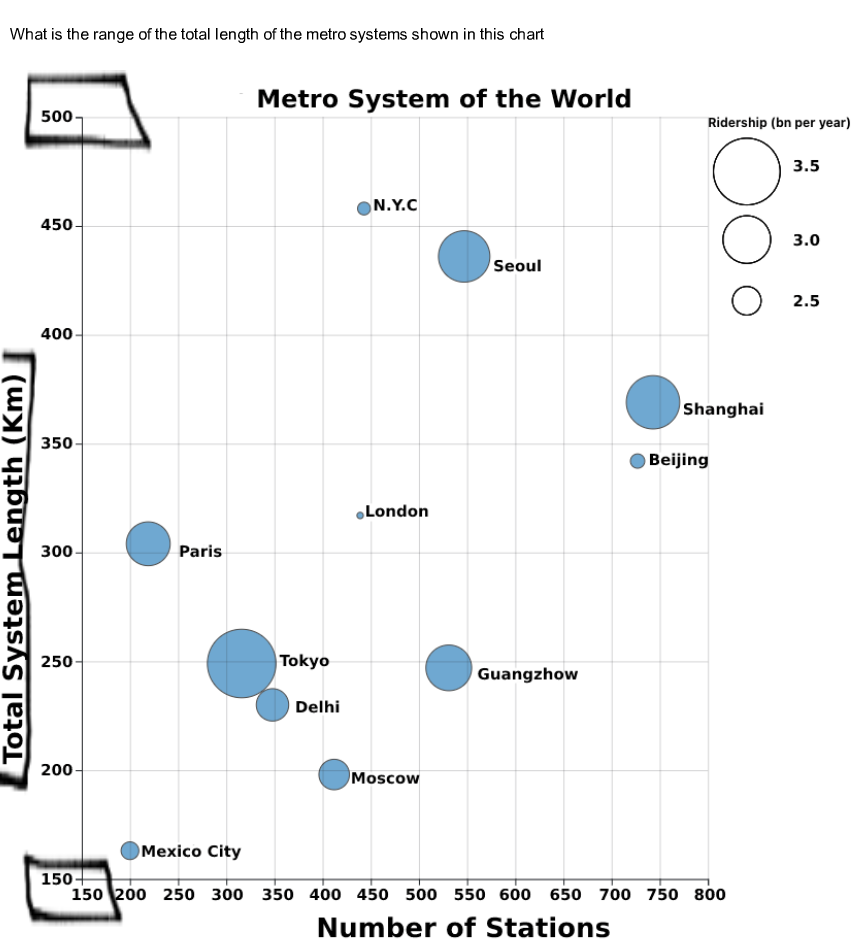 What is the range of the total length of the metro systems shown in this chart
Metro System of the World
Ridership (bn per year)
3.5
3.0
2.5
Total System Length (Km)
500
450
400
350
300
250
200
150
N.Y.C
Seoul
Shanghai
Beijing
London
Paris
Tokyo
Guangzhow
Delhi
Moscow
Mexico City
150 200 250 300 350 400 450 500 550 600 650 700 750 800
Number of Stations